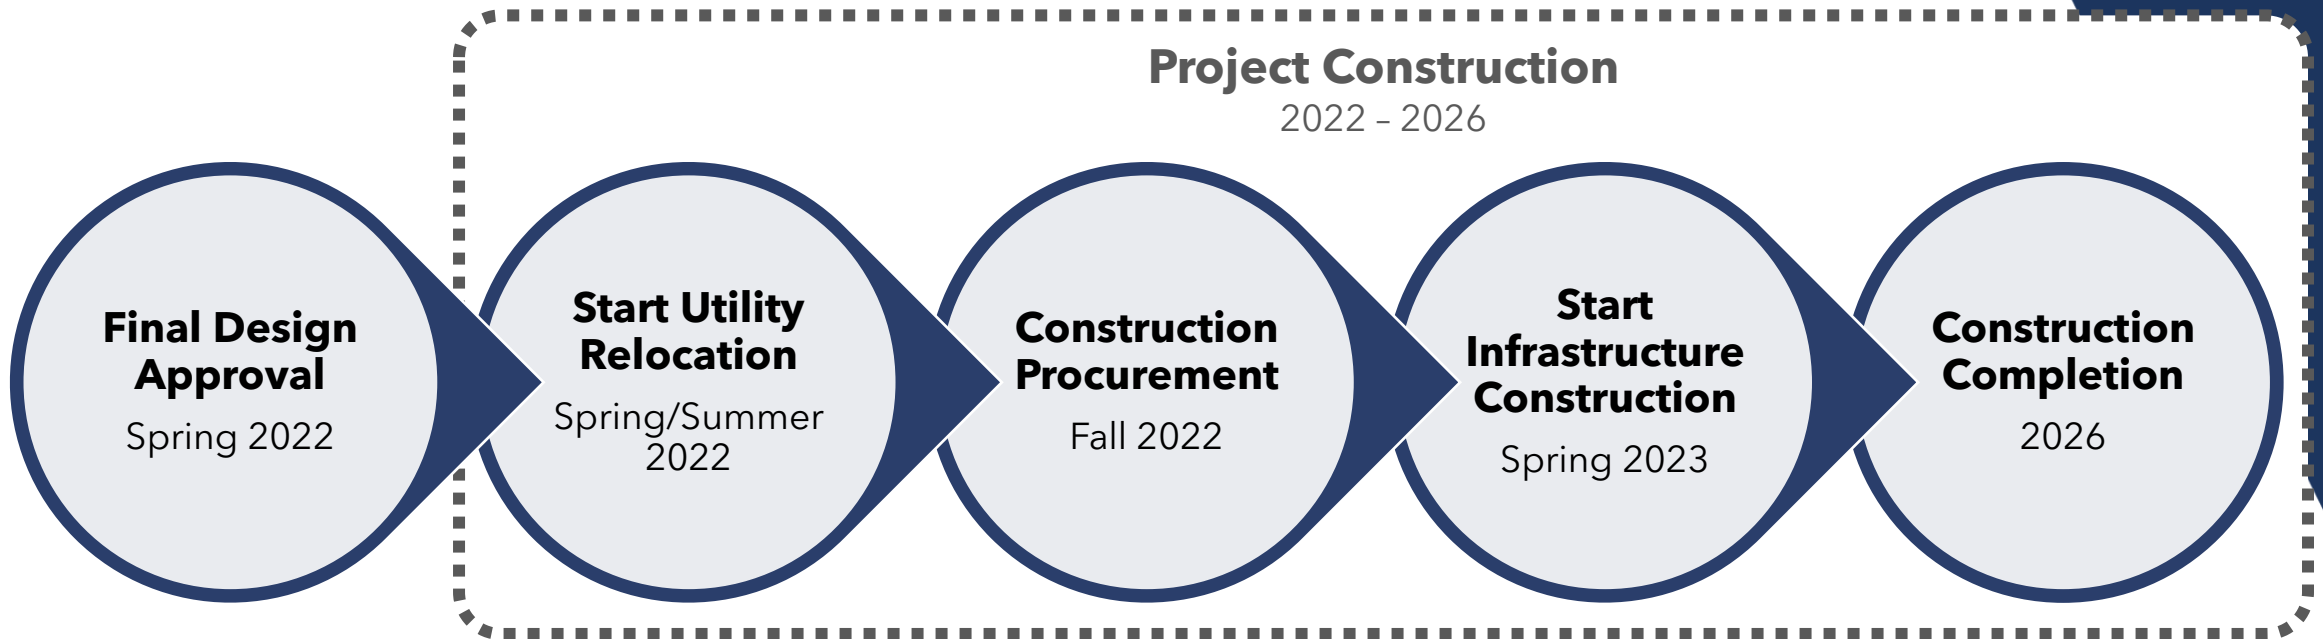 Project Construction
2022 – 2026
Final Design
Approval
Spring 2022
Start Utility
Relocation
Spring/Summer
2022
Construction
Procurement
Fall 2022
Start
Infrastructure
Construction
Spring 2023
Construction
Completion
2026